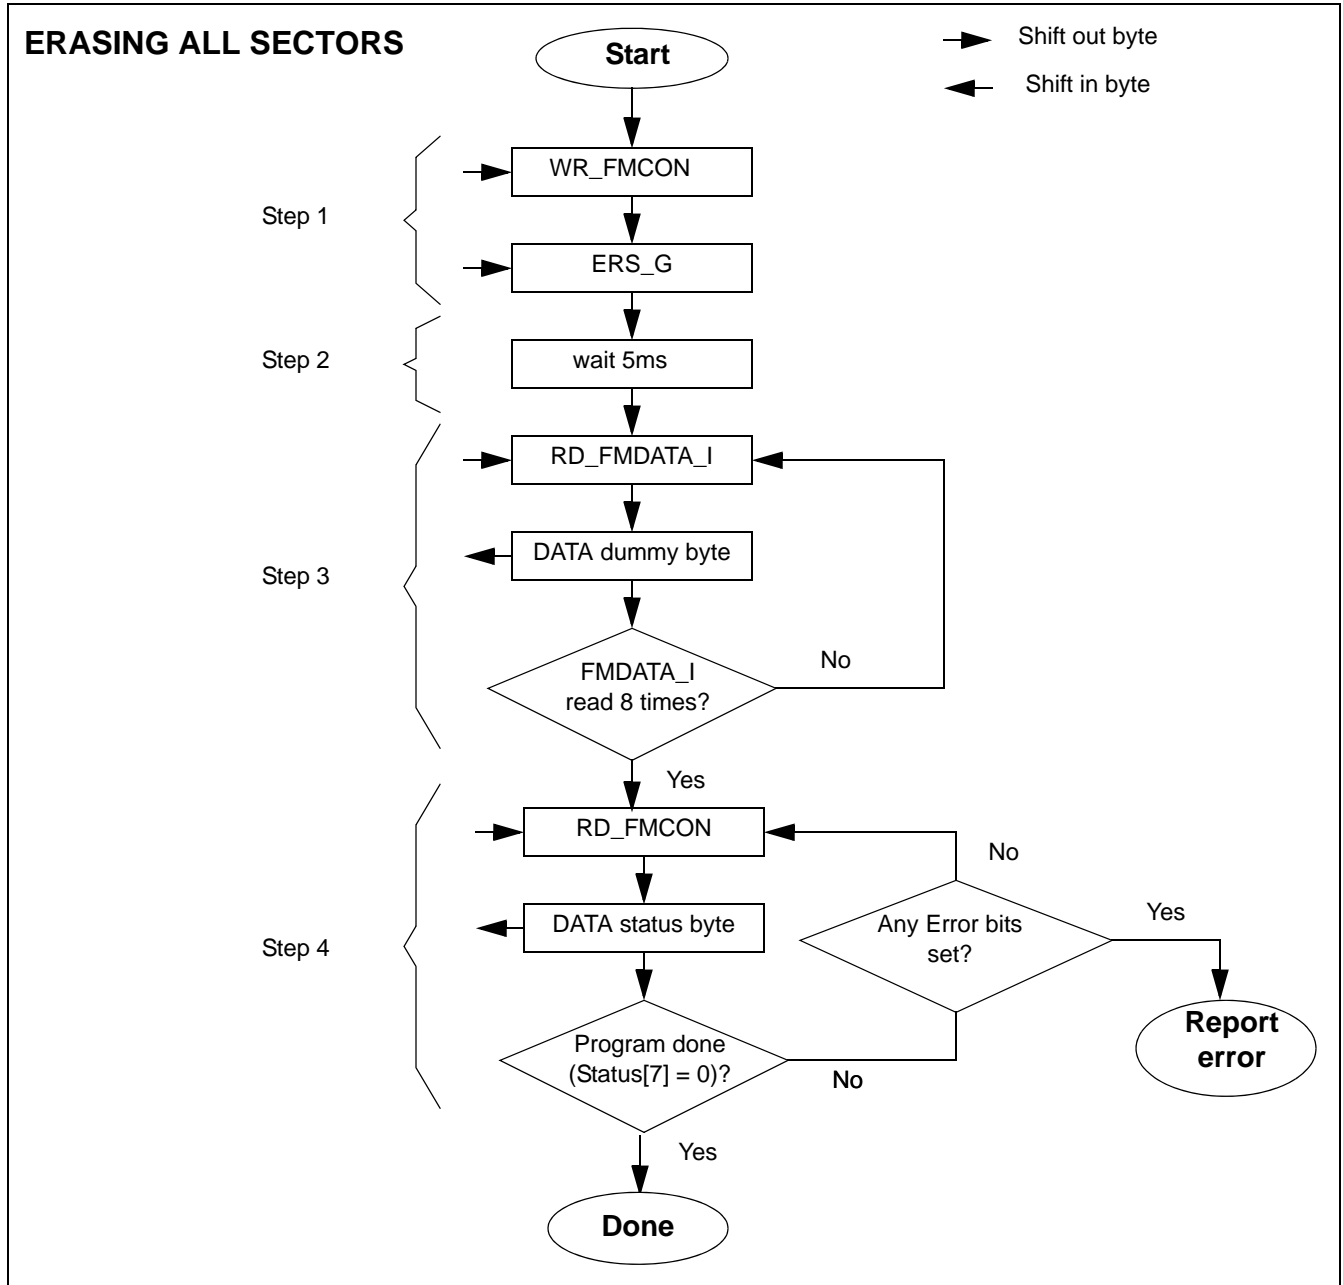 ERASING ALL SECTORS
Start
Shift out byte
Shift in byte
WR_FMCON
Step 1
ERS_G
Step 2
wait 5ms
RD_FMDATA_I
DATA dummy byte
Step 3
FMDATA_I
read 8 times?
No
Yes
RD_FMCON
No
DATA status byte
Any Error bits
set?
Yes
Step 4
Report
error
Program done
(Status[7] = 0)?
No
Yes
Done